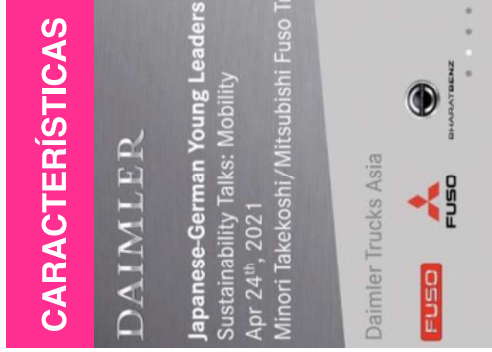 CARACTERÍSTICAS
DAIMLER
Japanese-German Young Leaders
Sustainability Talks: Mobility
Apr 24th, 2021
Minori Takekoshi/Mitsubishi Fuso Tr
Daimler Trucks Asia
FUSO
FUSO
BHARATBENZ